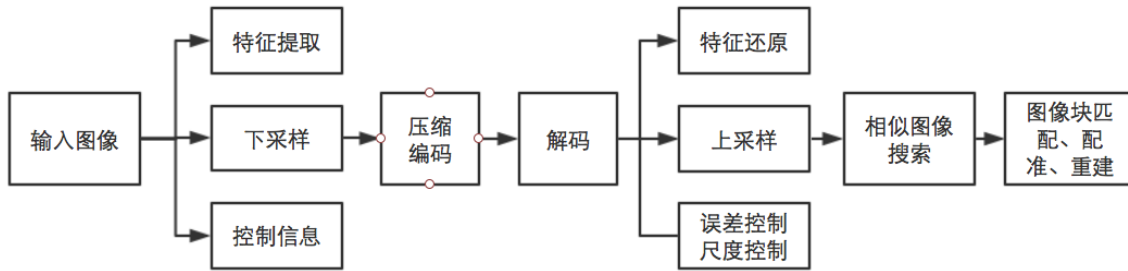 特征提取
特征还原
输入图像
下采样
压缩
编码
解码
上采样
相似图像
搜索
图像块匹
配、配
准、重建
控制信息
误差控制
尺度控制